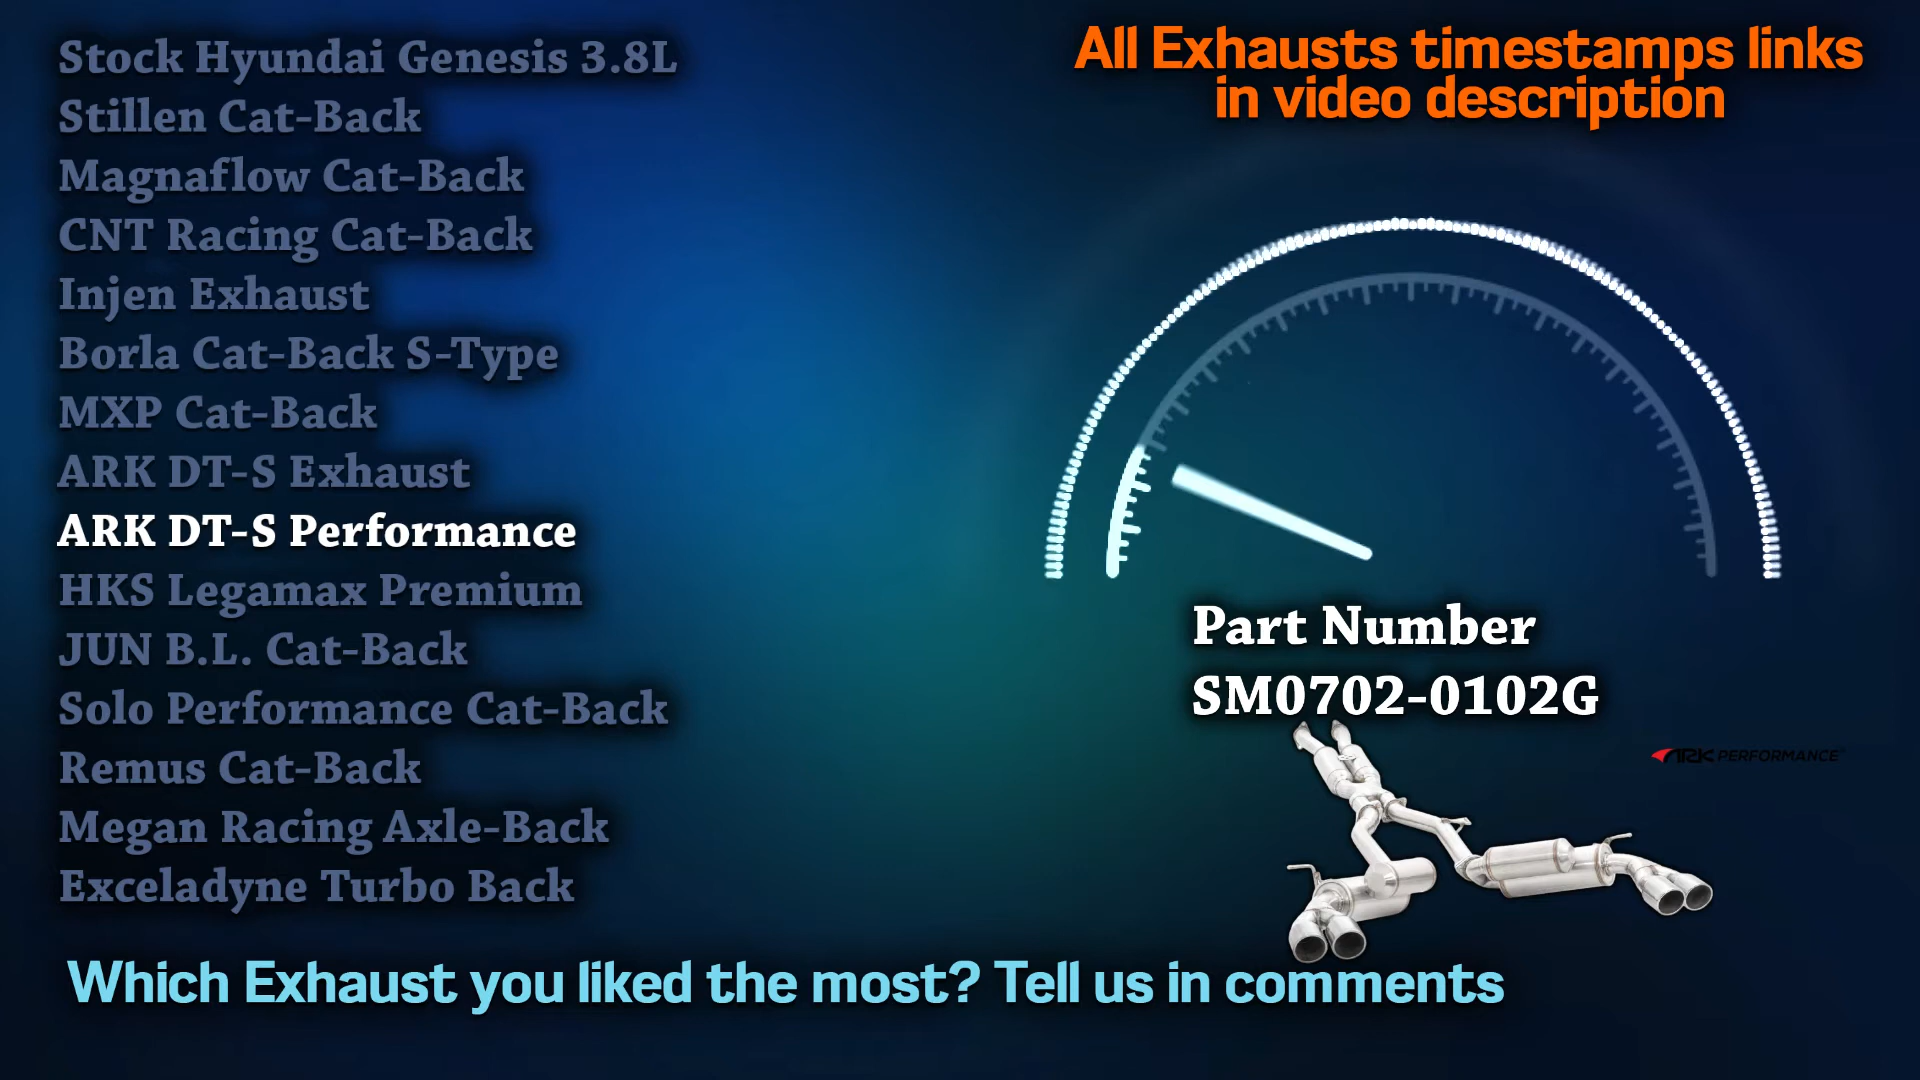 Stock Hyundai Genesis 3.8L
Stillen Cat-Back
Magnaflow Cat-Back
CNT Racing Cat-Back
Injen Exhaust
Borla Cat-Back S-Type
MXP Cat-Back
ARK DT-S Exhaust
ARK DT-S Performance
HKS Legamax Premium
JUN B.L. Cat-Back
Solo Performance Cat-Back
Remus Cat-Back
Megan Racing Axle-Back
Exceladyne Turbo Back
All Exhausts timestamps links
in video description
Part Number
SM0702-0102G
ARK PERFORMANCE
Which Exhaust you liked the most? Tell us in comments